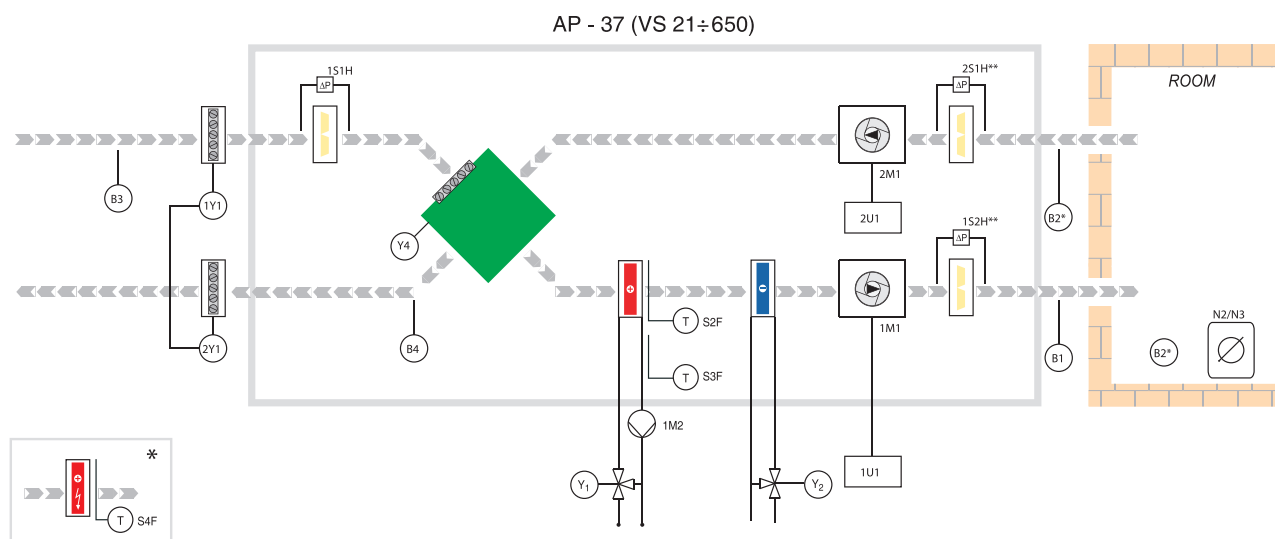 AP - 37 (VS 21÷650)
1S1H
ΔP
2S1H**
ΔP
ROOM
B3
1Y1
Y4
2M1
2U1
B2*
1S2H**
ΔP
2Y1
B4
T S2F
T S3F
1M1
B1
B2*
N2/N3
1M2
Y1
Y2
1U1
*
T S4F